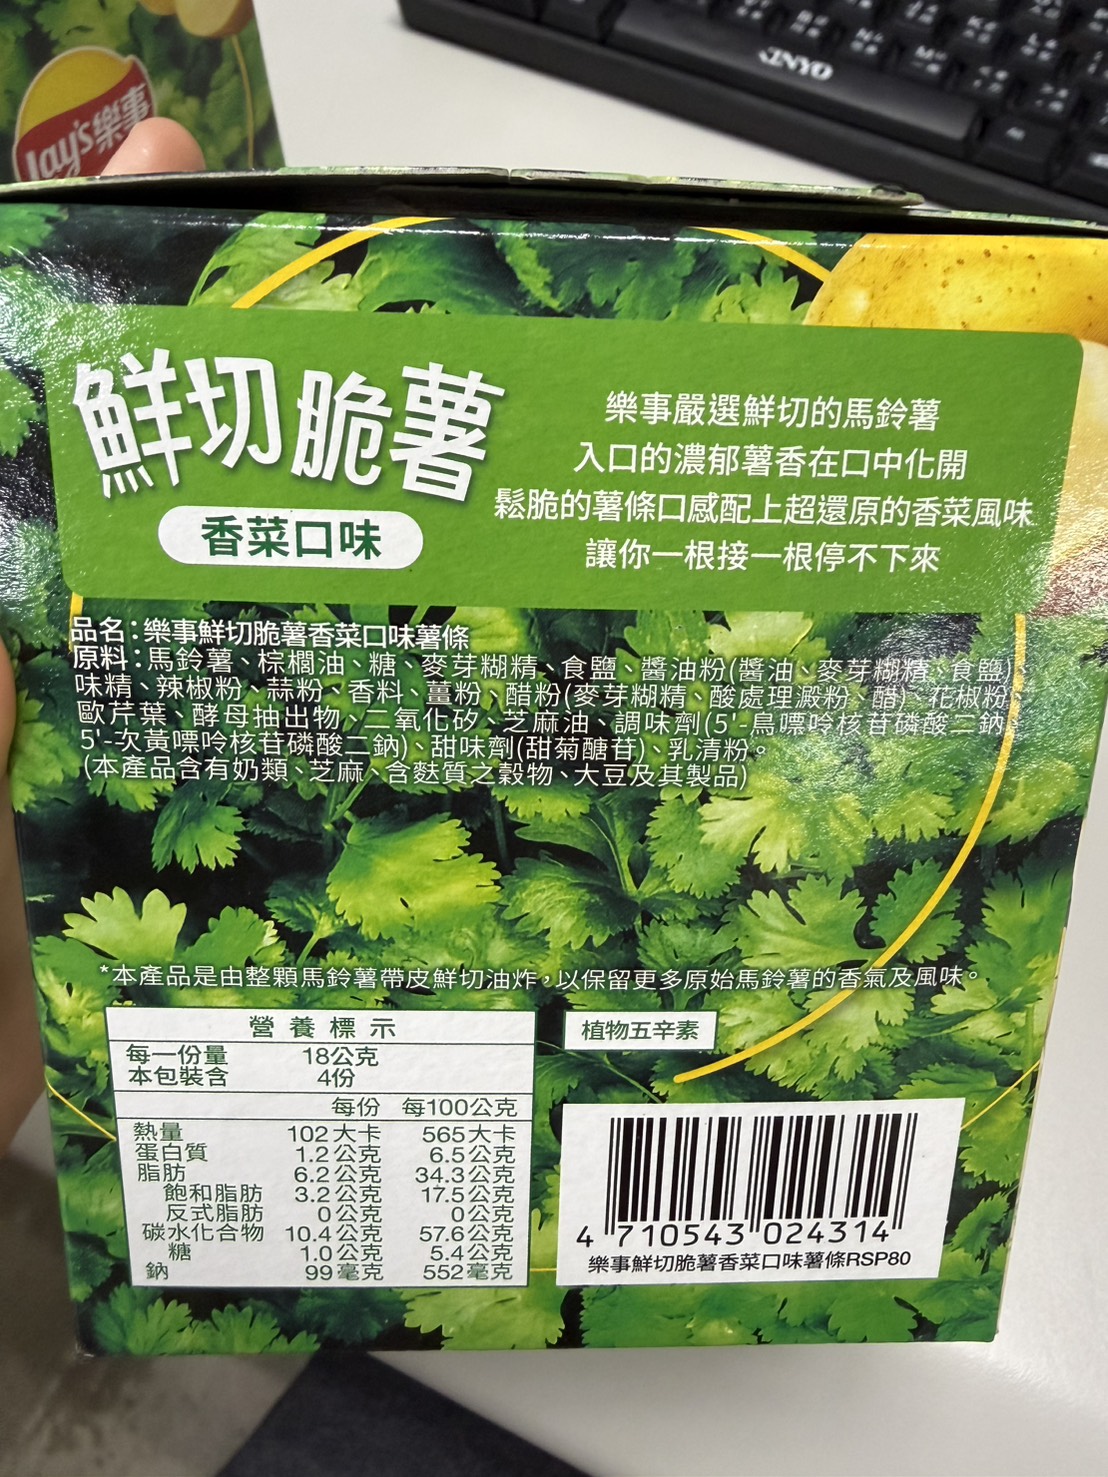 Lay's樂事
JNYO
鮮切脆薯
香菜口味
樂事嚴選鮮切的馬鈴薯
入口的濃郁薯香在口中化開
鬆脆的薯條口感配上超還原的香菜風味
讓你一根接一根停不下來
品名：樂事鮮切脆薯香菜口味薯條
原料：馬鈴薯、棕櫚油、糖、麥芽糊精、食鹽、醬油粉(醬油、麥芽糊精、食鹽)、
味精、辣椒粉、蒜粉、香料、薑粉、醋粉(麥芽糊精、酸處理澱粉、醋)、花椒粉、
歐芹葉、酵母抽出物、二氧化矽、芝麻油、調味劑(5'-鳥嘌呤核苷磷酸二鈉、
5'-次黃嘌呤核苷磷酸二鈉)、甜味劑(甜菊醣苷)、乳清粉。
(本產品含有奶類、芝麻、含麩質之穀物、大豆及其製品)
*本產品是由整顆馬鈴薯帶皮鮮切油炸，以保留更多原始馬鈴薯的香氣及風味。
營養標示
每一份量 18公克
本包裝含 4份
每份 每100公克
熱量 102大卡 565大卡
蛋白質 1.2公克 6.5公克
脂肪 6.2公克 34.3公克
飽和脂肪 3.2公克 17.5公克
反式脂肪 0公克 0公克
碳水化合物 10.4公克 57.6公克
糖 1.0公克 5.4公克
鈉 99毫克 552毫克
植物五辛素
4 710543 024314
樂事鮮切脆薯香菜口味薯條RSP80